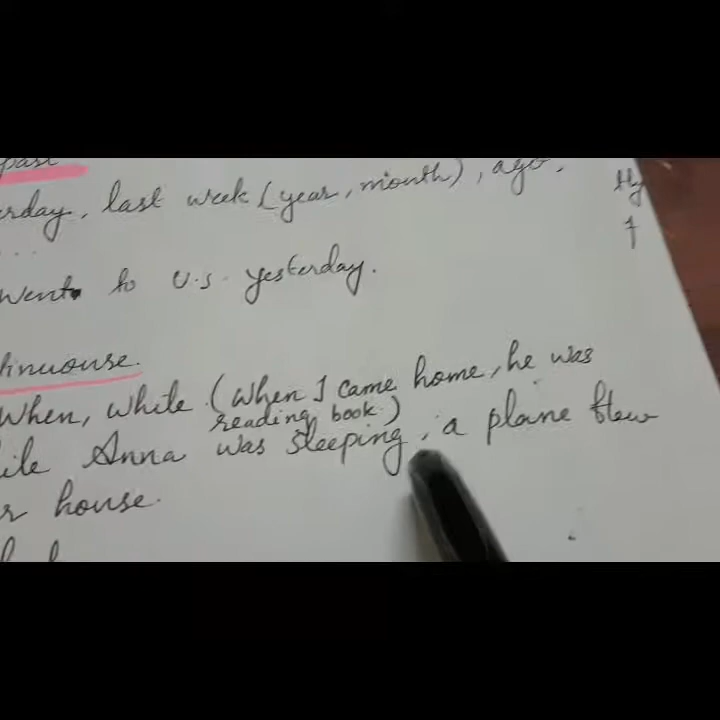 past
rday, last week (year, month), ago.
...
went to U.S. yesterday.
tinuouse.
When, while (when I came home, he was
reading book)
ile Anna was sleeping, a plane flew
r house.